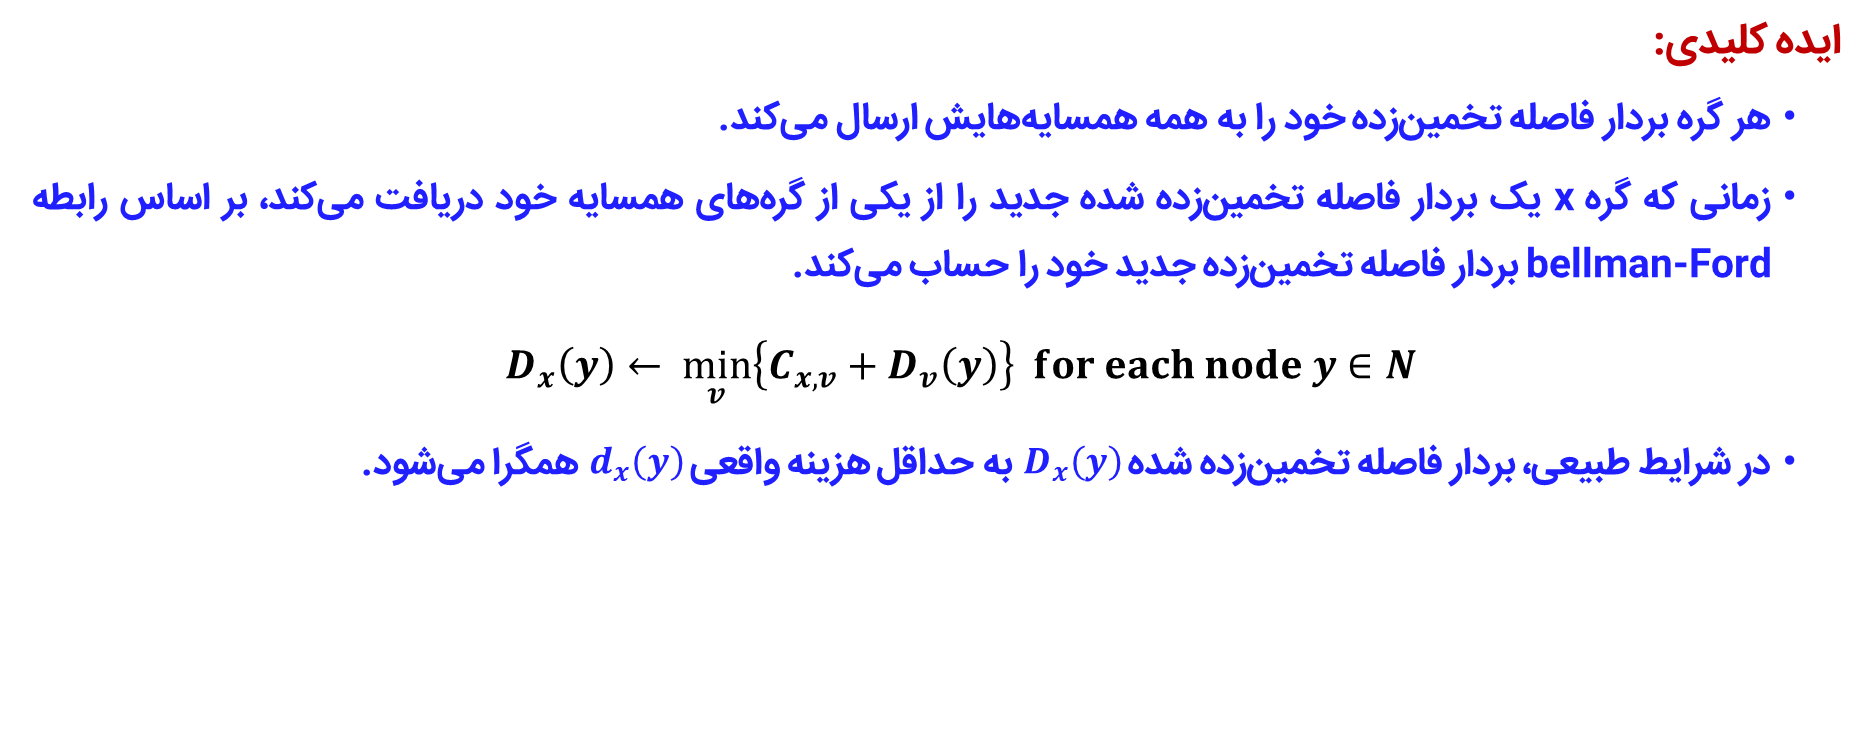 ایده کلیدی:
• هر گره بردار فاصله تخمین‌زده خود را به همه همسایه‌هایش ارسال می‌کند.
• زمانی که گره x یک بردار فاصله تخمین‌زده شده جدید را از یکی از گره‌های همسایه خود دریافت می‌کند، بر اساس رابطه
bellman-Ford بردار فاصله تخمین‌زده جدید خود را حساب می‌کند.
Dₓ(y) ← min_v{Cₓ,ᵥ + Dᵥ(y)} for each node y ∈ N
• در شرایط طبیعی، بردار فاصله تخمین‌زده شده Dₓ(y) به حداقل هزینه واقعی dₓ(y) همگرا می‌شود.